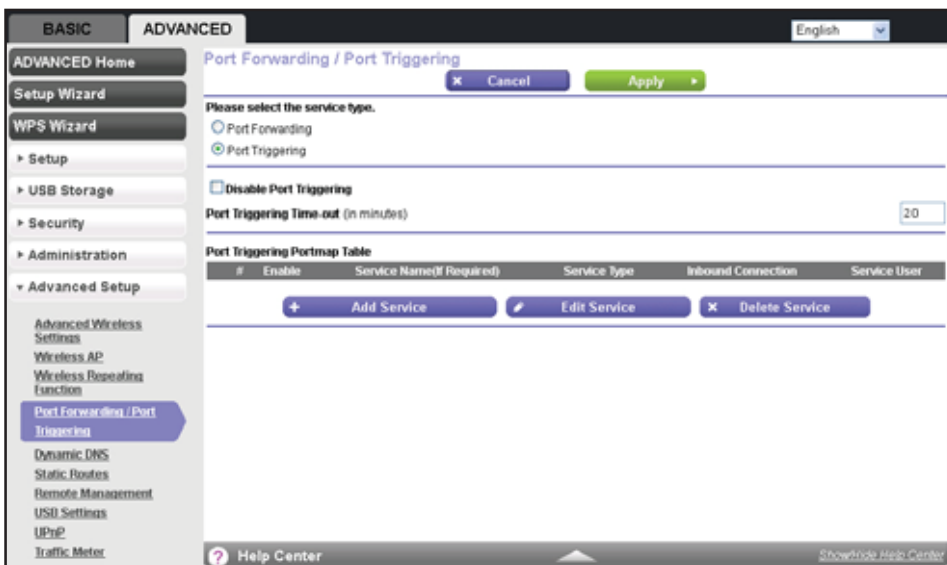 BASIC
ADVANCED
English
ADVANCED Home
Setup Wizard
WPS Wizard
Setup
USB Storage
Security
Administration
Advanced Setup
Advanced Wireless
Settings
Wireless AP
Wireless Repeating
Function
Port Forwarding / Port
Triggering
Dynamic DNS
Static Routes
Remote Management
USB Settings
UPnP
Traffic Meter
Port Forwarding / Port Triggering
Cancel
Apply
Please select the service type.
Port Forwarding
Port Triggering
Disable Port Triggering
Port Triggering Time-out (in minutes)
20
Port Triggering Portmap Table
# Enable Service Name(If Required) Service Type Inbound Connection Service User
Add Service
Edit Service
Delete Service
Help Center
Show/Hide Help Center